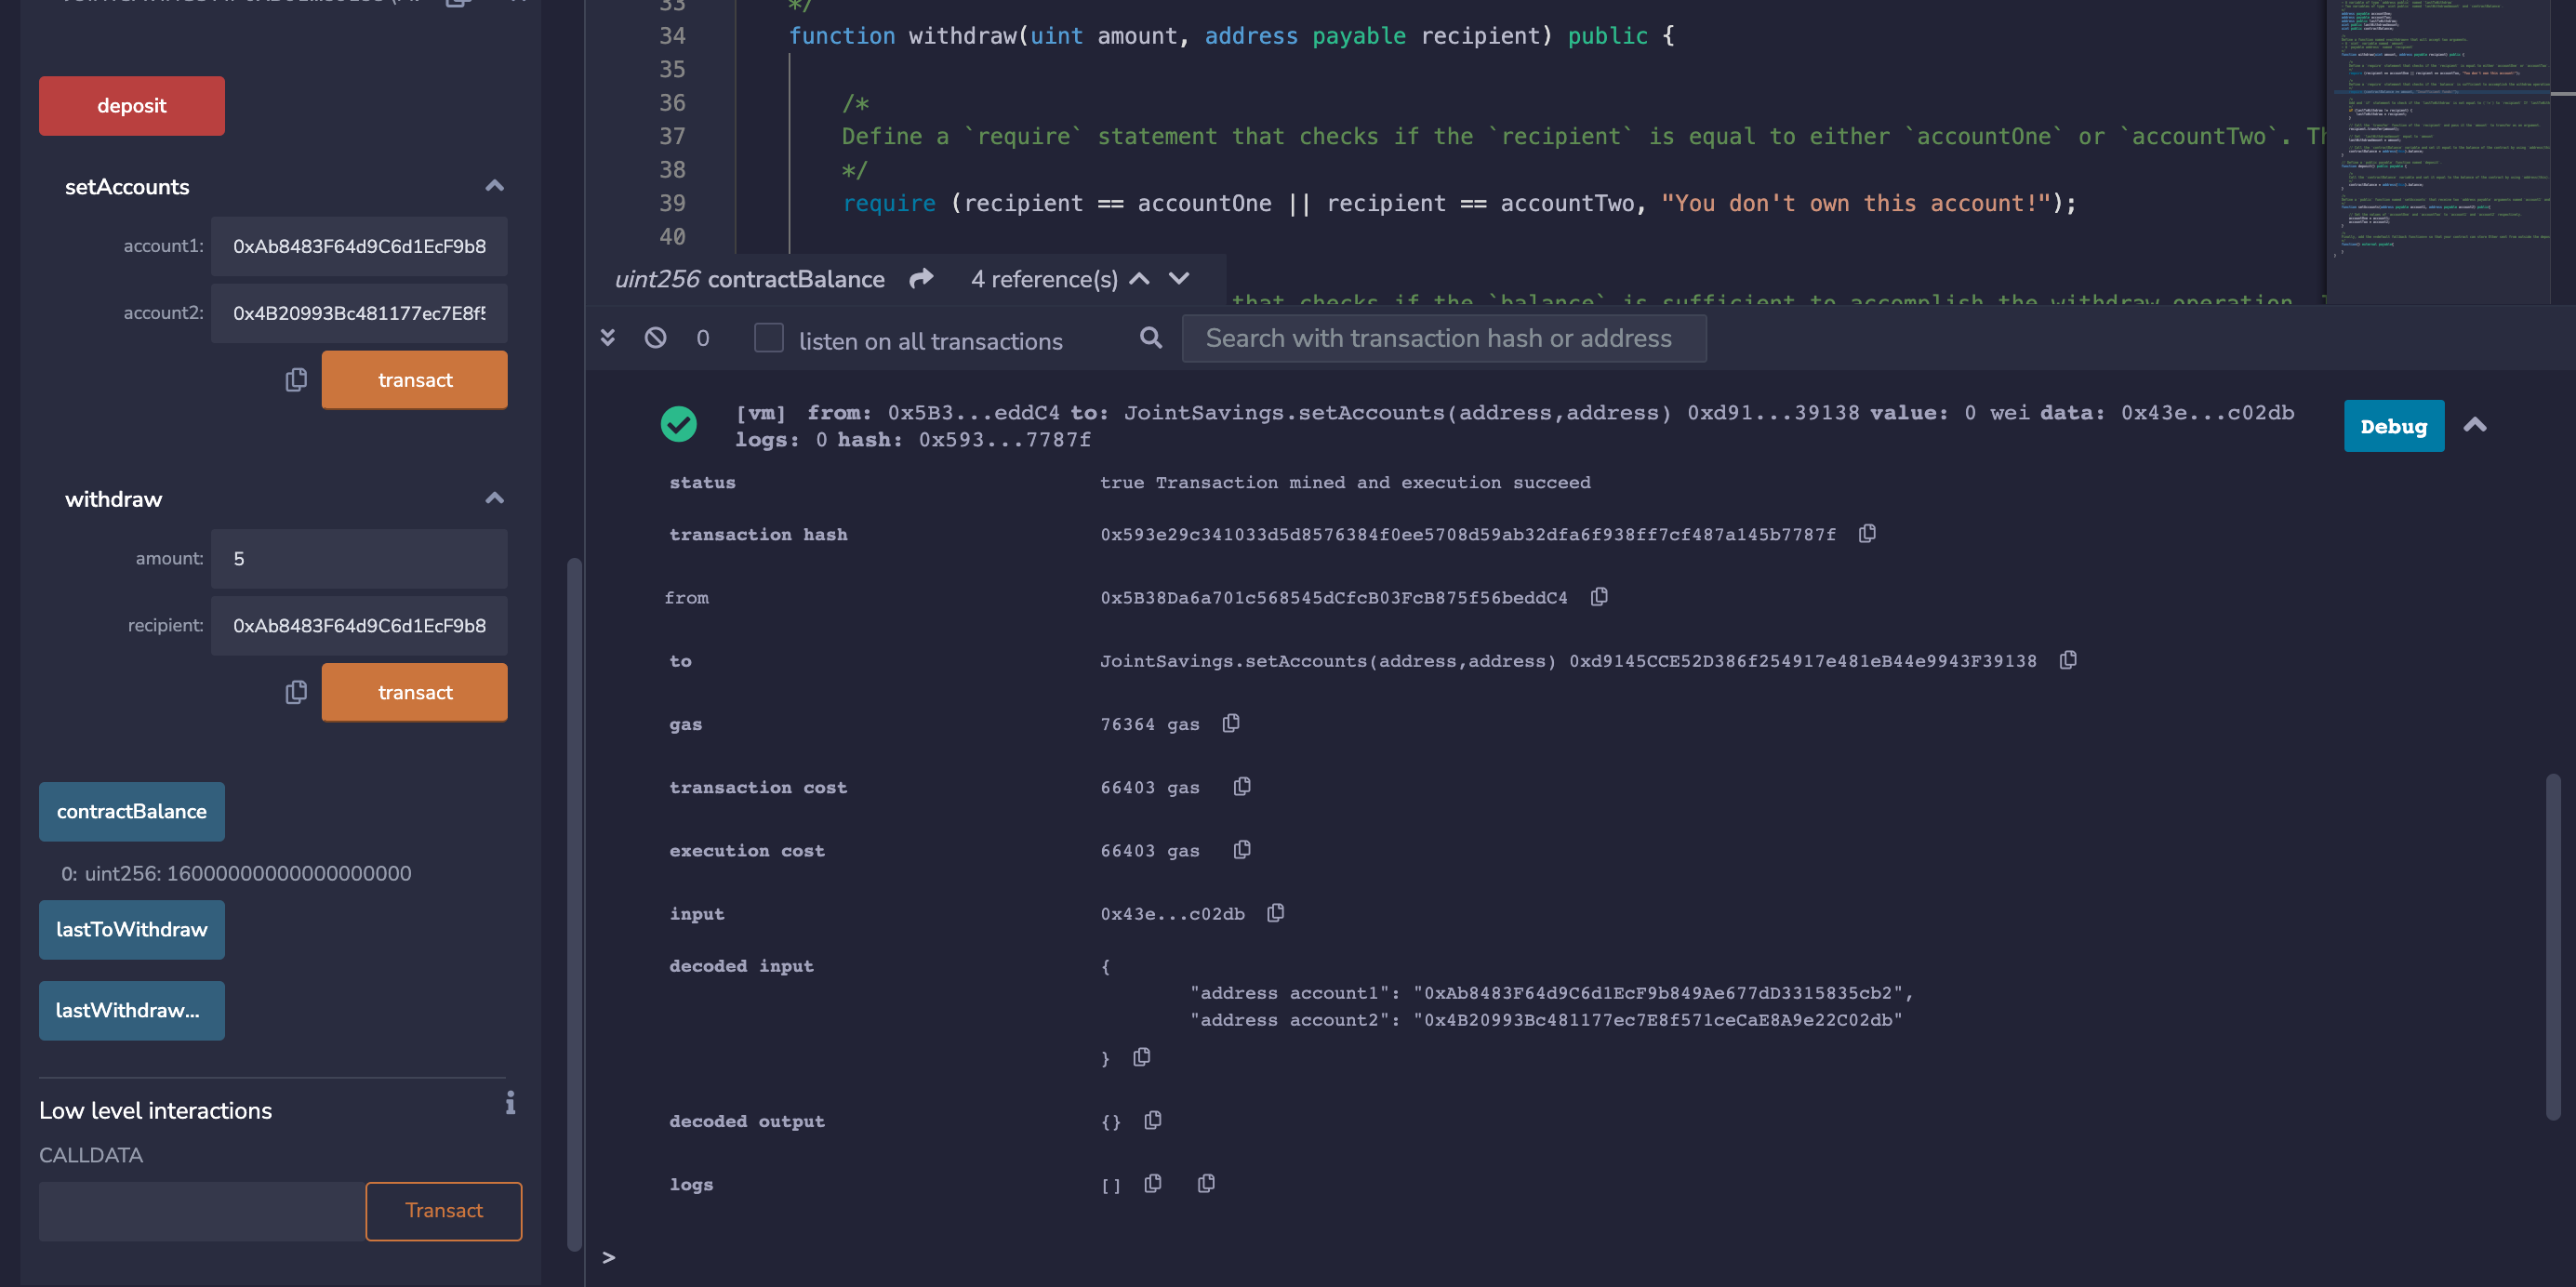 deposit
setAccounts
account1: 0xAb8483F64d9C6d1EcF9b8
account2: 0x4B20993Bc481177ec7E8f5
transact
withdraw
amount: 5
recipient: 0xAb8483F64d9C6d1EcF9b8
transact
contractBalance
0: uint256: 16000000000000000000
lastToWithdraw
lastWithdraw...
Low level interactions
CALLDATA
Transact
33 */
34 function withdraw(uint amount, address payable recipient) public {
35
36 /*
37 Define a `require` statement that checks if the `recipient` is equal to either `accountOne` or `accountTwo`. Th
38 */
39 require (recipient == accountOne || recipient == accountTwo, "You don't own this account!");
40
uint256 contractBalance 4 reference(s)
that checks if the `balance` is sufficient to accomplish the withdraw operation.
0 listen on all transactions Search with transaction hash or address
[vm] from: 0x5B3...eddC4 to: JointSavings.setAccounts(address,address) 0xd91...39138 value: 0 wei data: 0x43e...c02db
logs: 0 hash: 0x593...7787f
Debug
status true Transaction mined and execution succeed
transaction hash 0x593e29c341033d5d8576384f0ee5708d59ab32dfa6f938ff7cf487a145b7787f
from 0x5B38Da6a701c568545dCfcB03FcB875f56beddC4
to JointSavings.setAccounts(address,address) 0xd9145CCE52D386f254917e481eB44e9943F39138
gas 76364 gas
transaction cost 66403 gas
execution cost 66403 gas
input 0x43e...c02db
decoded input {
"address account1": "0xAb8483F64d9C6d1EcF9b849Ae677dD3315835cb2",
"address account2": "0x4B20993Bc481177ec7E8f571ceCaE8A9e22C02db"
}
decoded output {}
logs []
>